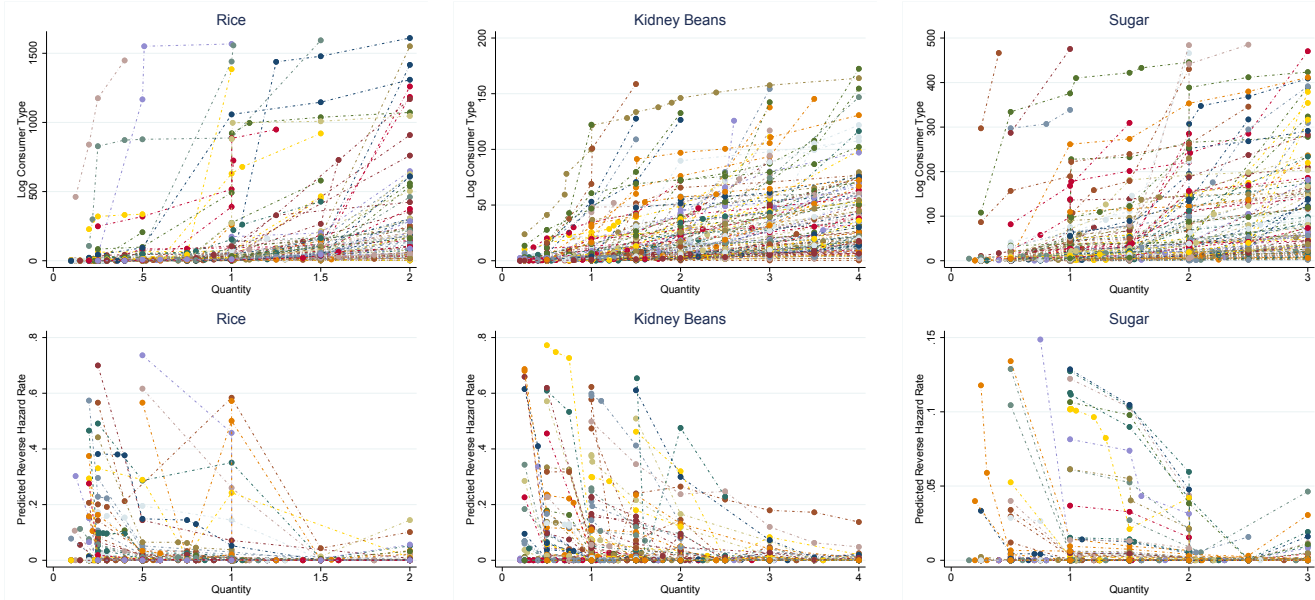 Rice
Log Consumer Type
1500
1000
500
0
0 .5 1 1.5 2
Quantity
Kidney Beans
Log Consumer Type
200
150
100
50
0
0 1 2 3 4
Quantity
Sugar
Log Consumer Type
500
400
300
200
100
0
0 1 2 3
Quantity
Rice
Predicted Reverse Hazard Rate
.8
.6
.4
.2
0
0 .5 1 1.5 2
Quantity
Kidney Beans
Predicted Reverse Hazard Rate
.8
.6
.4
.2
0
0 1 2 3 4
Quantity
Sugar
Predicted Reverse Hazard Rate
.15
.1
.05
0
0 1 2 3
Quantity